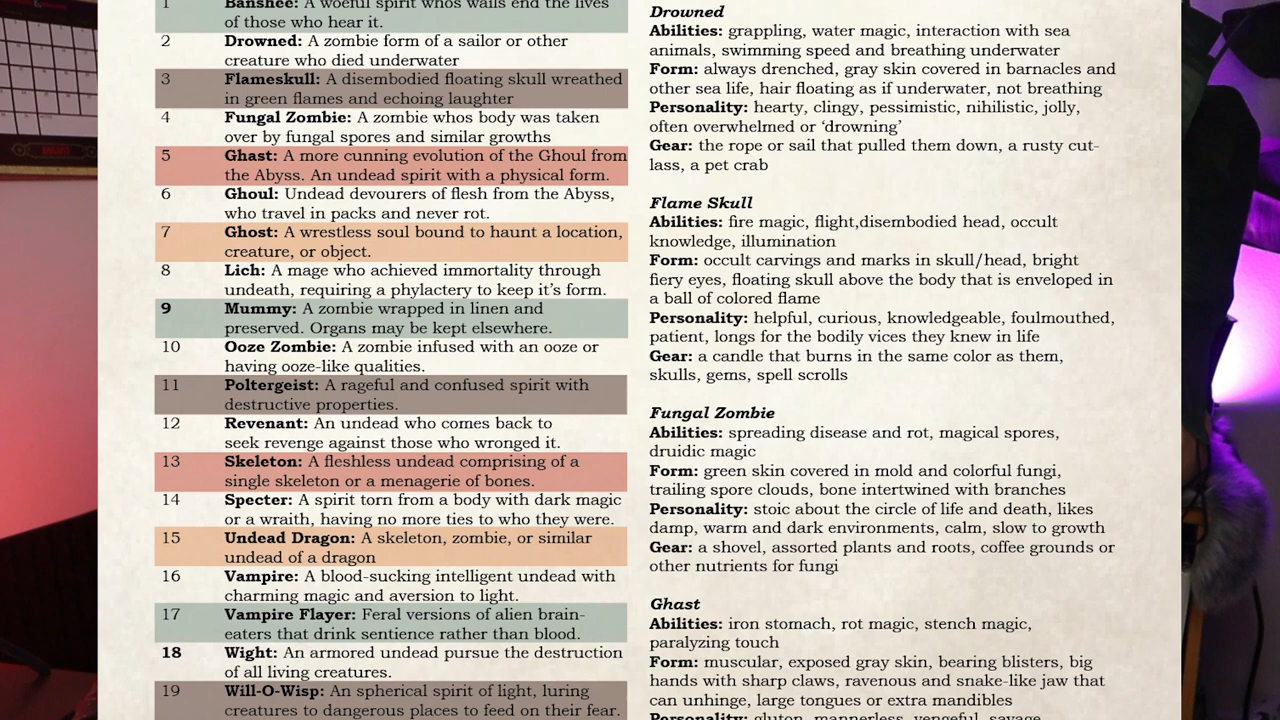 1 Banshee: A woeful spirit whos wails end the lives
of those who hear it.
2 Drowned: A zombie form of a sailor or other
creature who died underwater
3 Flameskull: A disembodied floating skull wreathed
in green flames and echoing laughter
4 Fungal Zombie: A zombie whos body was taken
over by fungal spores and similar growths
5 Ghast: A more cunning evolution of the Ghoul from
the Abyss. An undead spirit with a physical form.
6 Ghoul: Undead devourers of flesh from the Abyss,
who travel in packs and never rot.
7 Ghost: A wrestless soul bound to haunt a location,
creature, or object.
8 Lich: A mage who achieved immortality through
undeath, requiring a phylactery to keep it's form.
9 Mummy: A zombie wrapped in linen and
preserved. Organs may be kept elsewhere.
10 Ooze Zombie: A zombie infused with an ooze or
having ooze-like qualities.
11 Poltergeist: A rageful and confused spirit with
destructive properties.
12 Revenant: An undead who comes back to
seek revenge against those who wronged it.
13 Skeleton: A fleshless undead comprising of a
single skeleton or a menagerie of bones.
14 Specter: A spirit torn from a body with dark magic
or a wraith, having no more ties to who they were.
15 Undead Dragon: A skeleton, zombie, or similar
undead of a dragon
16 Vampire: A blood-sucking intelligent undead with
charming magic and aversion to light.
17 Vampire Flayer: Feral versions of alien brain-
eaters that drink sentience rather than blood.
18 Wight: An armored undead pursue the destruction
of all living creatures.
19 Will-O-Wisp: An spherical spirit of light, luring
creatures to dangerous places to feed on their fear.
Drowned
Abilities: grappling, water magic, interaction with sea
animals, swimming speed and breathing underwater
Form: always drenched, gray skin covered in barnacles and
other sea life, hair floating as if underwater, not breathing
Personality: hearty, clingy, pessimistic, nihilistic, jolly,
often overwhelmed or 'drowning'
Gear: the rope or sail that pulled them down, a rusty cut-
lass, a pet crab
Flame Skull
Abilities: fire magic, flight,disembodied head, occult
knowledge, illumination
Form: occult carvings and marks in skull/head, bright
fiery eyes, floating skull above the body that is enveloped in
a ball of colored flame
Personality: helpful, curious, knowledgeable, foulmouthed,
patient, longs for the bodily vices they knew in life
Gear: a candle that burns in the same color as them,
skulls, gems, spell scrolls
Fungal Zombie
Abilities: spreading disease and rot, magical spores,
druidic magic
Form: green skin covered in mold and colorful fungi,
trailing spore clouds, bone intertwined with branches
Personality: stoic about the circle of life and death, likes
damp, warm and dark environments, calm, slow to growth
Gear: a shovel, assorted plants and roots, coffee grounds or
other nutrients for fungi
Ghast
Abilities: iron stomach, rot magic, stench magic,
paralyzing touch
Form: muscular, exposed gray skin, bearing blisters, big
hands with sharp claws, ravenous and snake-like jaw that
can unhinge, large tongues or extra mandibles
Personality: gluton, mannerless, vengeful, savage